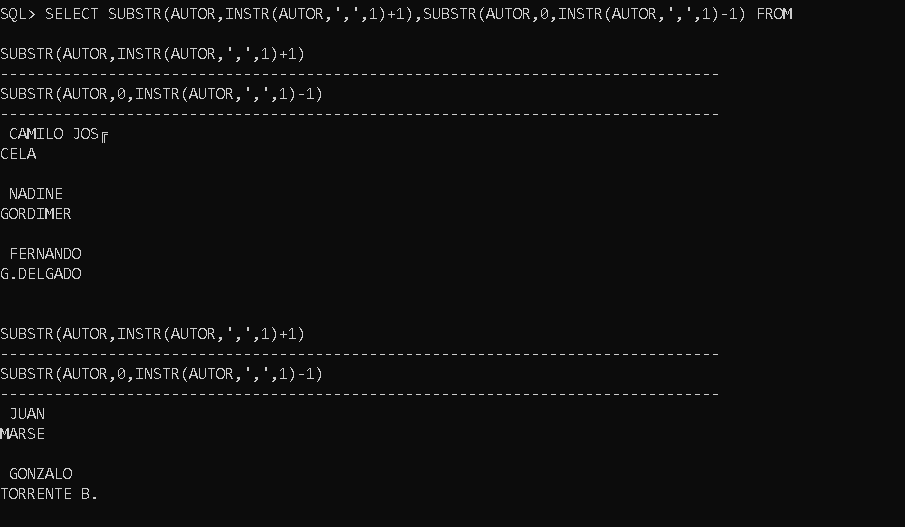 SQL> SELECT SUBSTR(AUTOR,INSTR(AUTOR,',',1)+1),SUBSTR(AUTOR,0,INSTR(AUTOR,',',1)-1) FROM
SUBSTR(AUTOR,INSTR(AUTOR,',',1)+1)
--------------------------------------------------------------------------------
SUBSTR(AUTOR,0,INSTR(AUTOR,',',1)-1)
--------------------------------------------------------------------------------
CAMILO JOS╔
CELA
NADINE
GORDIMER
FERNANDO
G.DELGADO
SUBSTR(AUTOR,INSTR(AUTOR,',',1)+1)
--------------------------------------------------------------------------------
SUBSTR(AUTOR,0,INSTR(AUTOR,',',1)-1)
--------------------------------------------------------------------------------
JUAN
MARSE
GONZALO
TORRENTE B.